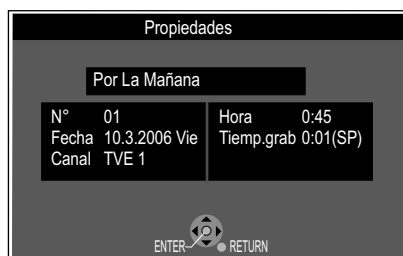 Propiedades
Por La Mañana
N° 01
Fecha 10.3.2006 Vie
Canal TVE 1
Hora 0:45
Tiemp.grab 0:01(SP)
ENTER RETURN